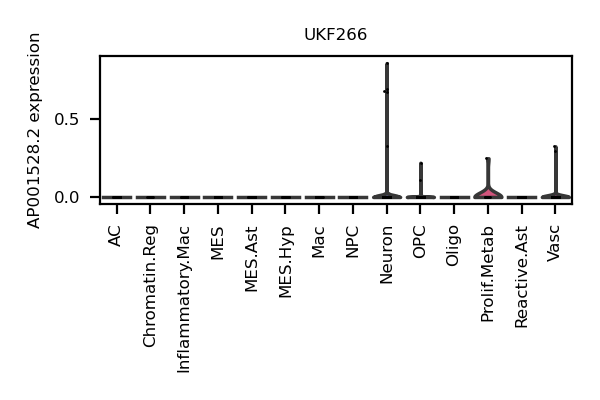 UKF266
AP001528.2 expression
0.5
0.0
AC
Chromatin.Reg
Inflammatory.Mac
MES
MES.Ast
MES.Hyp
Mac
NPC
Neuron
OPC
Oligo
Prolif.Metab
Reactive.Ast
Vasc